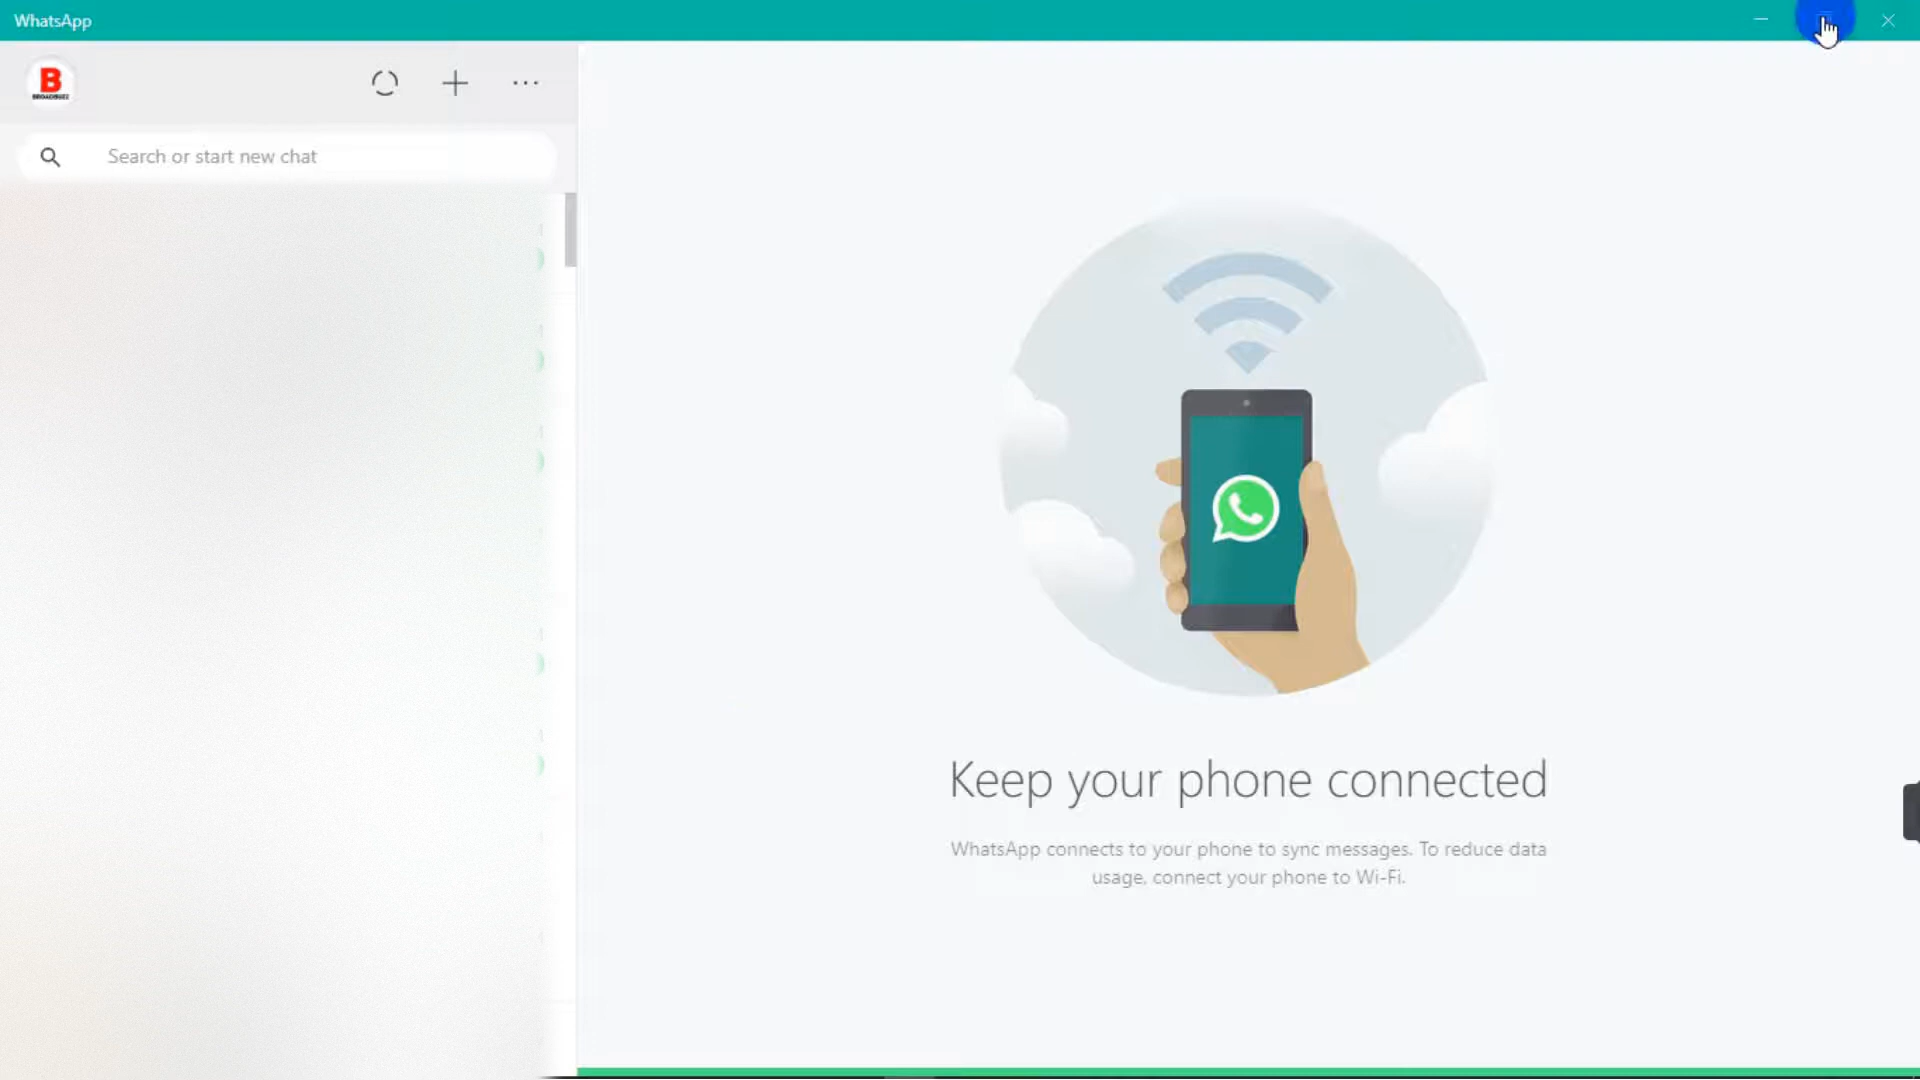 WhatsApp
B
BROADBUZZ
Search or start new chat
Keep your phone connected
WhatsApp connects to your phone to sync messages. To reduce data
usage, connect your phone to Wi-Fi.